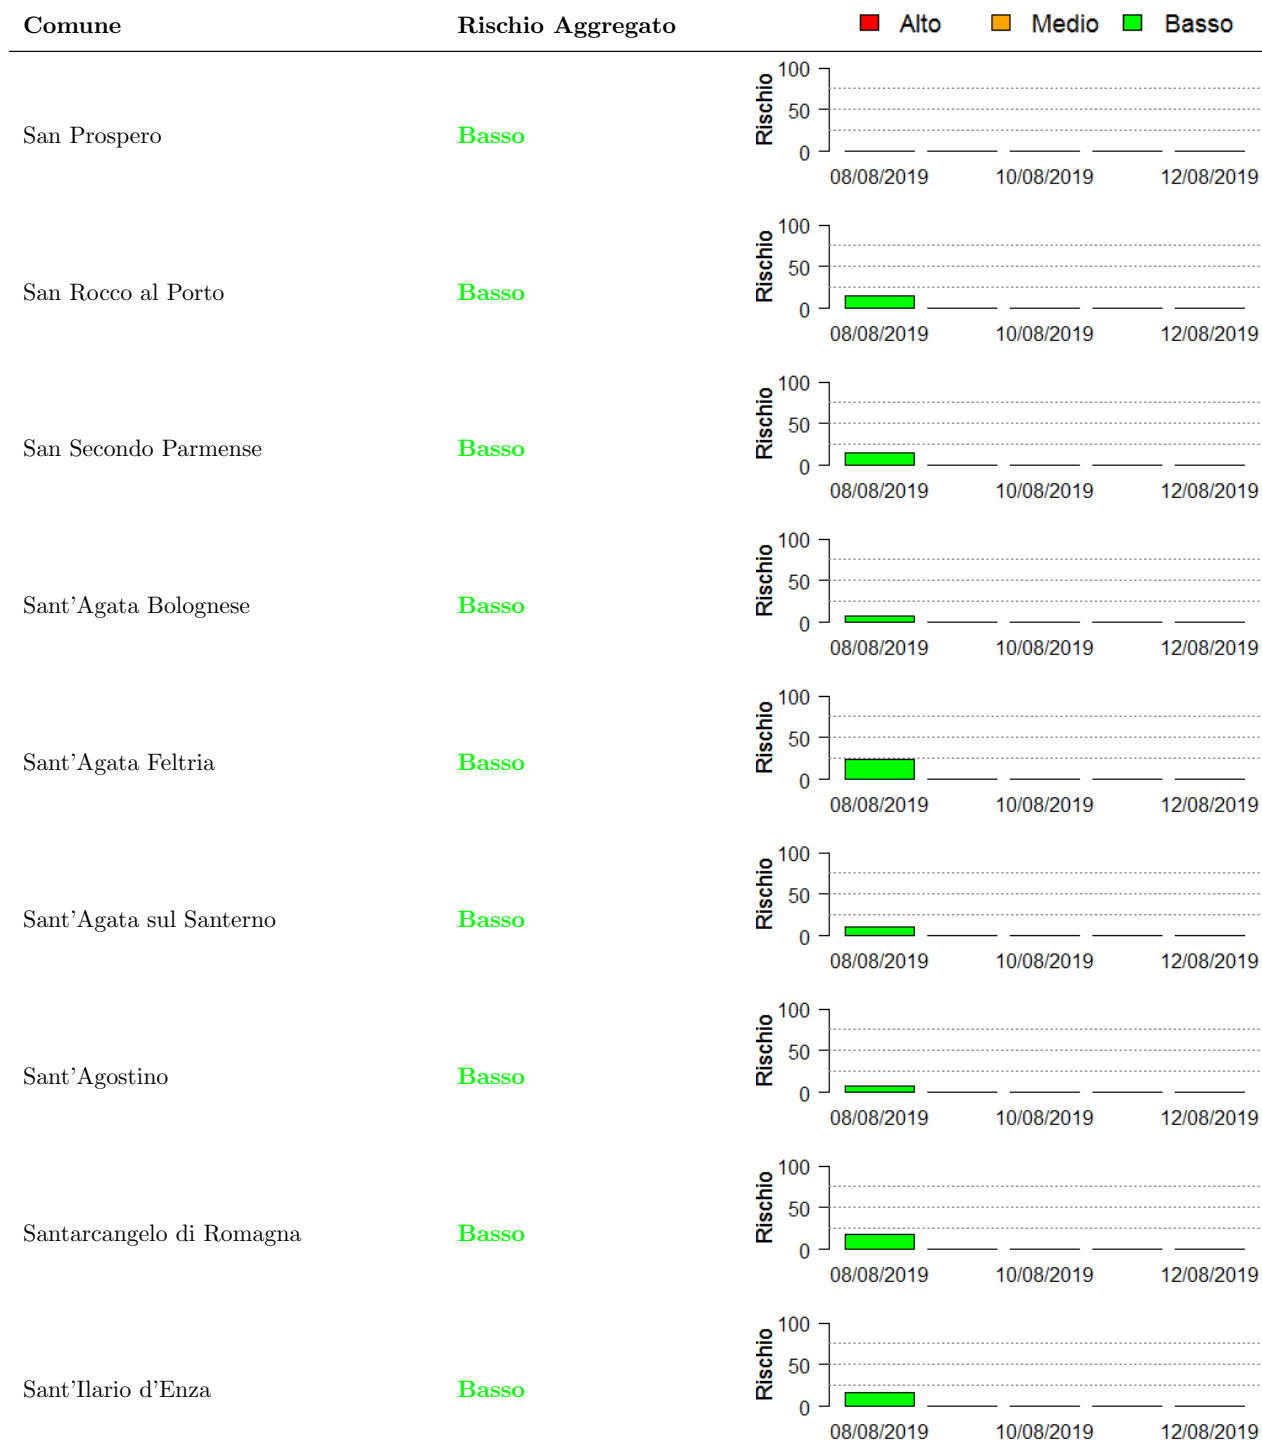 Comune Rischio Aggregato Alto Medio Basso
San Prospero Basso
Rischio
100
50
0
08/08/2019 10/08/2019 12/08/2019
San Rocco al Porto Basso
Rischio
100
50
0
08/08/2019 10/08/2019 12/08/2019
San Secondo Parmense Basso
Rischio
100
50
0
08/08/2019 10/08/2019 12/08/2019
Sant'Agata Bolognese Basso
Rischio
100
50
0
08/08/2019 10/08/2019 12/08/2019
Sant'Agata Feltria Basso
Rischio
100
50
0
08/08/2019 10/08/2019 12/08/2019
Sant'Agata sul Santerno Basso
Rischio
100
50
0
08/08/2019 10/08/2019 12/08/2019
Sant'Agostino Basso
Rischio
100
50
0
08/08/2019 10/08/2019 12/08/2019
Santarcangelo di Romagna Basso
Rischio
100
50
0
08/08/2019 10/08/2019 12/08/2019
Sant'Ilario d'Enza Basso
Rischio
100
50
0
08/08/2019 10/08/2019 12/08/2019